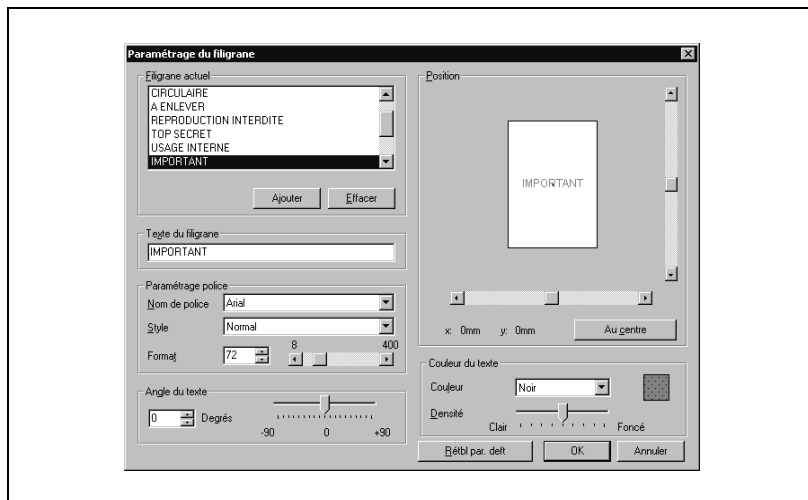 Paramétrage du filigrane
Filigrane actuel
CIRCULAIRE
A ENLEVER
REPRODUCTION INTERDITE
TOP SECRET
USAGE INTERNE
IMPORTANT
Ajouter Effacer
Texte du filigrane
IMPORTANT
Paramétrage police
Nom de police Arial
Style Normal
Format 72 8 400
Angle du texte
0 Degrés -90 0 +90
Position
IMPORTANT
x: 0mm y: 0mm Au centre
Couleur du texte
Couleur Noir
Densité
Clair Foncé
Rétbl par. deft OK Annuler